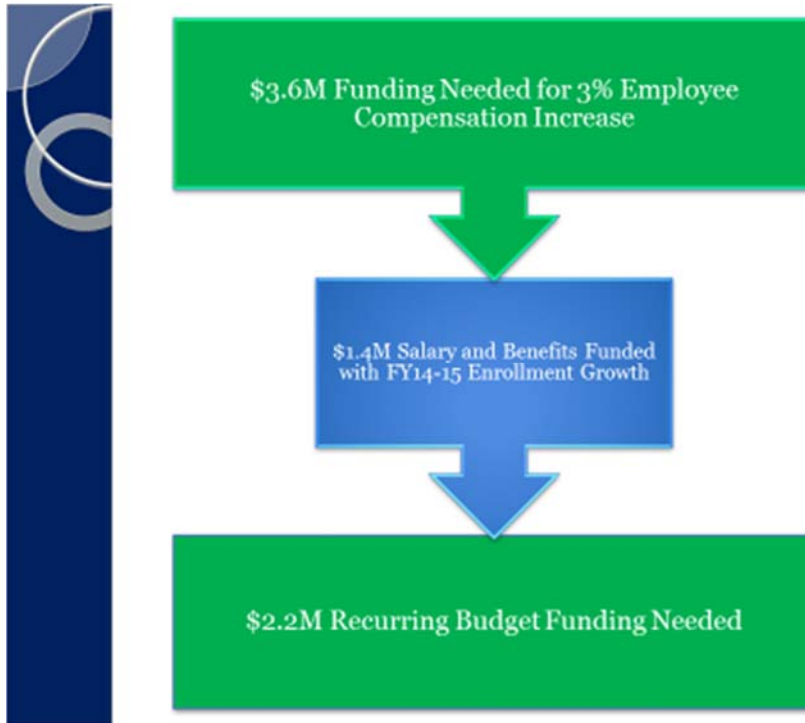 $3.6M Funding Needed for 3% Employee
Compensation Increase
$1.4M Salary and Benefits Funded
with FY14-15 Enrollment Growth
$2.2M Recurring Budget Funding Needed